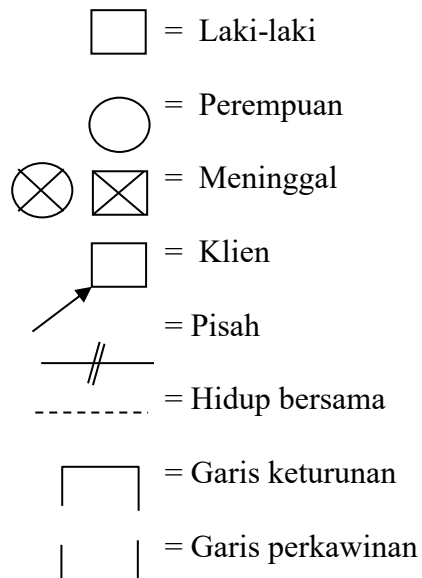 = Laki-laki
= Perempuan
= Meninggal
= Klien
= Pisah
= Hidup bersama
= Garis keturunan
= Garis perkawinan